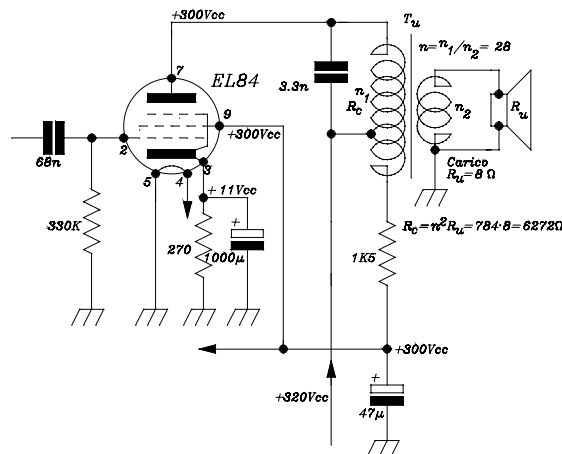 +300Vcc
Tu
n=n1/n2= 28
7
EL84
3.3n
n1
Rc
n2
Ru
9
+300Vcc
2
68n
3
5
4
Carico
Ru=8 Ω
+11Vcc
+
330K
270
1000μ
Rc=n²Ru=784·8=6272Ω
1K5
+300Vcc
+
+320Vcc
47μ